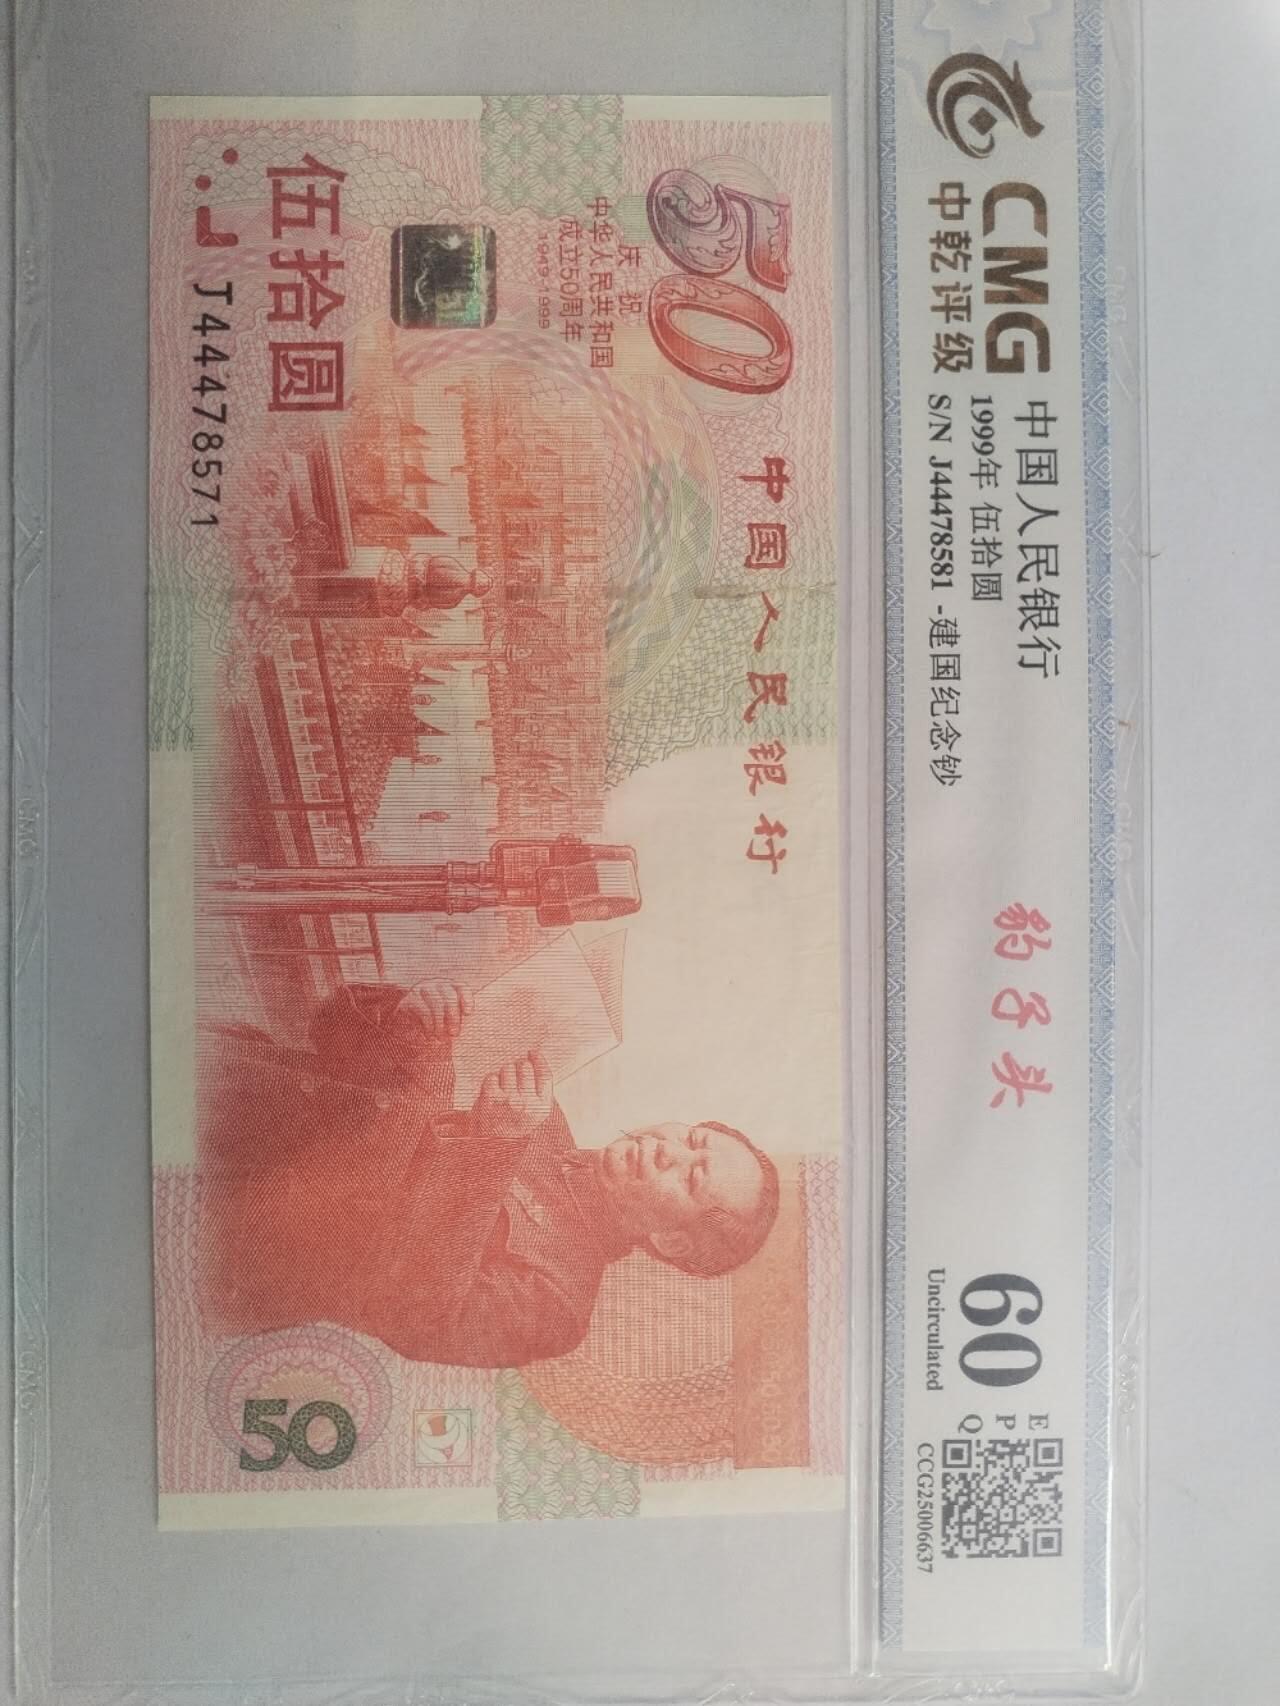 CMG
中乾评级
中国人民银行
1999年 伍拾圆
S/N J44478581 -建国纪念钞
豹子头
60
Uncirculated
E
P
Q
CCG25006637
50
中国人民银行
庆祝
中华人民共和国
成立50周年
1949-1999
伍拾圆
J44478571
50